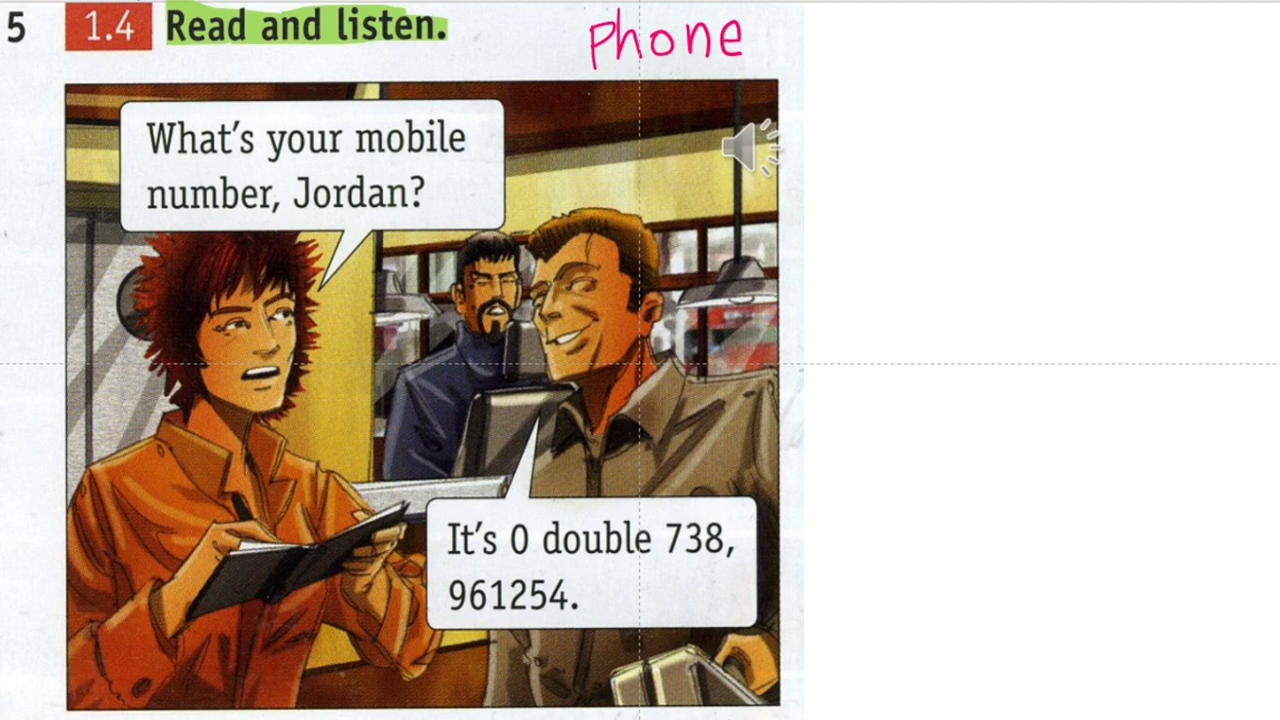 5 1.4 Read and listen.
Phone
What's your mobile
number, Jordan?
It's 0 double 738,
961254.